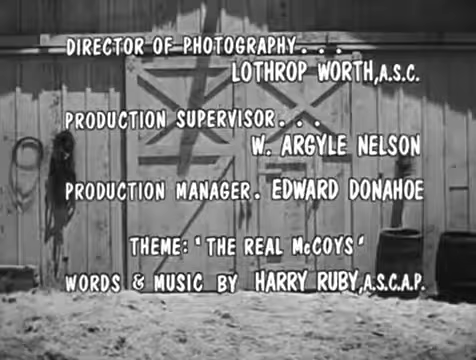 DIRECTOR OF PHOTOGRAPHY . . .
LOTHROP WORTH, A.S.C.
PRODUCTION SUPERVISOR . . .
W. ARGYLE NELSON
PRODUCTION MANAGER . EDWARD DONAHOE
THEME: "THE REAL McCOYS"
WORDS & MUSIC BY HARRY RUBY, A.S.C.A.P.